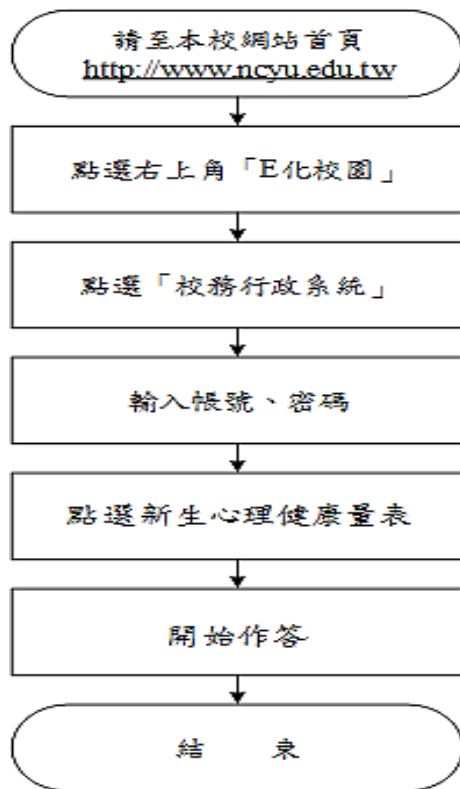 請至本校網站首頁
http://www.ncyu.edu.tw
點選右上角「E化校園」
點選「校務行政系統」
輸入帳號、密碼
點選新生心理健康量表
開始作答
結　　束